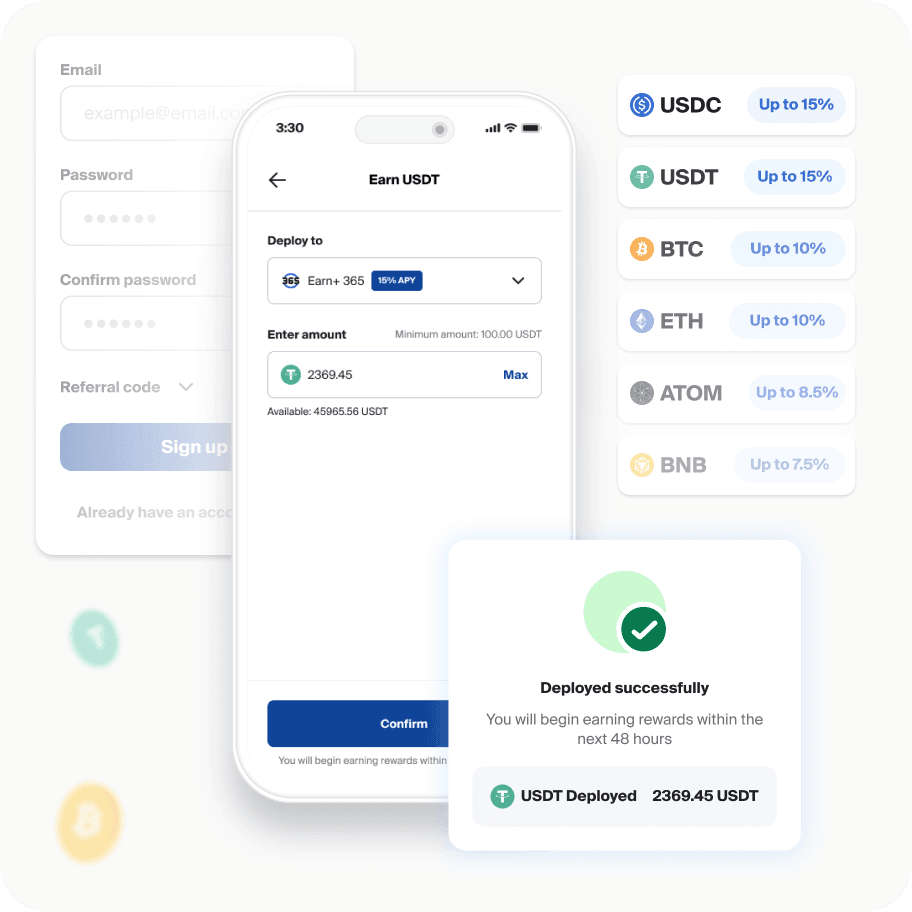 Email
example@email.co
Password
Confirm password
Referral code
Sign up
Already have an acco
3:30
Earn USDT
Deploy to
365 Earn+ 365 15% APY
Enter amount Minimum amount: 100.00 USDT
2369.45 Max
Available: 45965.56 USDT
Confirm
You will begin earning rewards within
USDC Up to 15%
USDT Up to 15%
BTC Up to 10%
ETH Up to 10%
ATOM Up to 8.5%
BNB Up to 7.5%
Deployed successfully
You will begin earning rewards within the
next 48 hours
USDT Deployed 2369.45 USDT